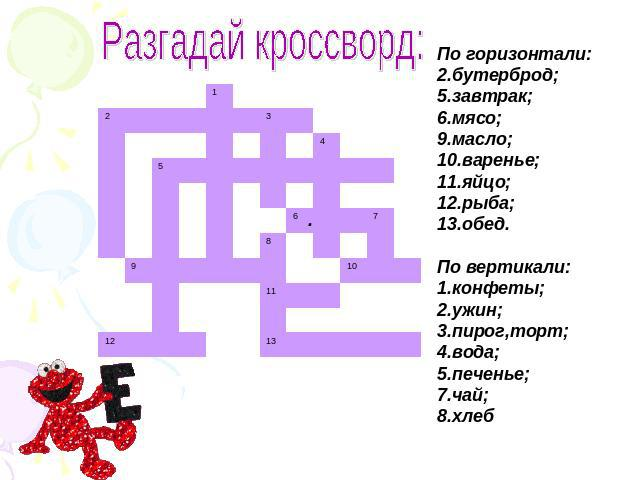 Разгадай кроссворд:
По горизонтали:
2.бутерброд;
5.завтрак;
6.мясо;
9.масло;
10.варенье;
11.яйцо;
12.рыба;
13.обед.
По вертикали:
1.конфеты;
2.ужин;
3.пирог,торт;
4.вода;
5.печенье;
7.чай;
8.хлеб
1
2 3
4
5
6 . 7
8
9 10
11
12 13
E